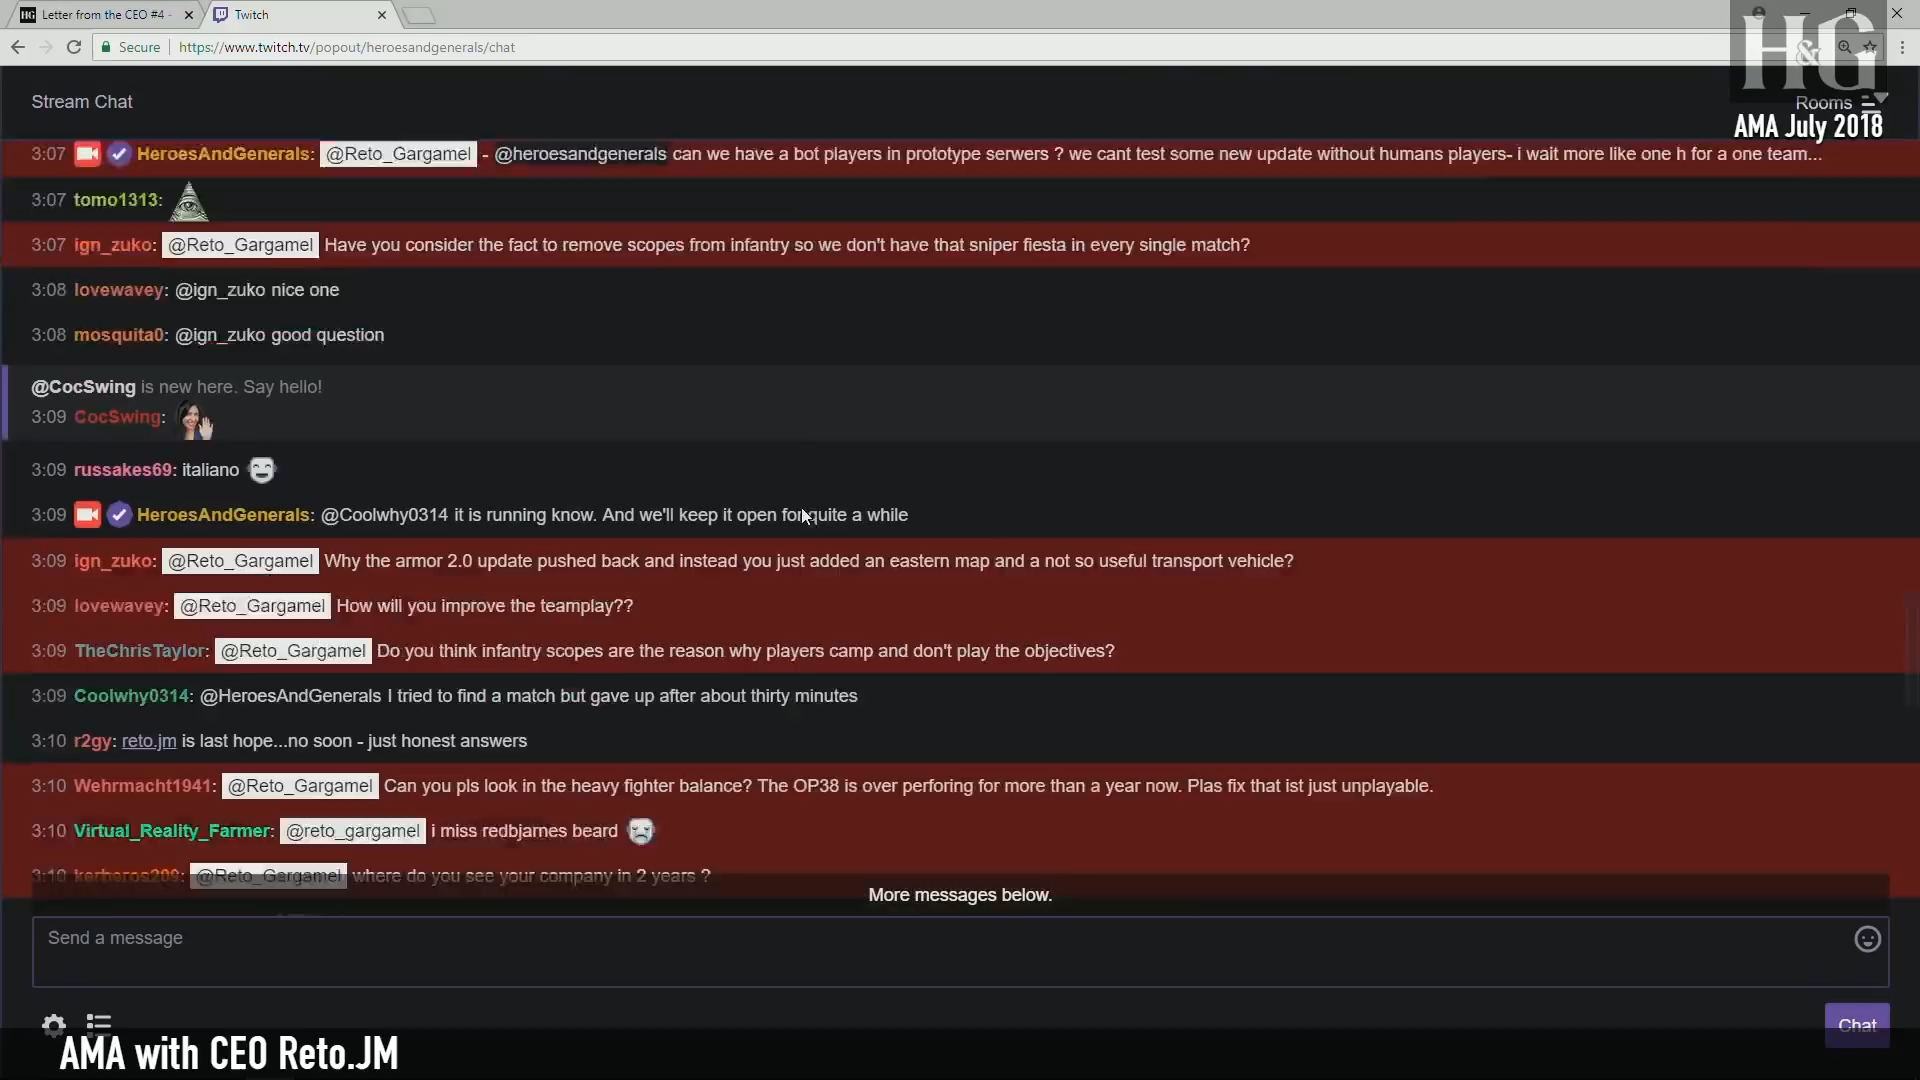 Letter from the CEO #4 -
Twitch
Secure https://www.twitch.tv/popout/heroesandgenerals/chat
H&G
Stream Chat
Rooms
AMA July 2018
3:07 HeroesAndGenerals: @Reto_Gargamel - @heroesandgenerals can we have a bot players in prototype serwers ? we cant test some new update without humans players- i wait more like one h for a one team...
3:07 tomo1313:
3:07 ign_zuko: @Reto_Gargamel Have you consider the fact to remove scopes from infantry so we don't have that sniper fiesta in every single match?
3:08 lovewavey: @ign_zuko nice one
3:08 mosquita0: @ign_zuko good question
@CocSwing is new here. Say hello!
3:09 CocSwing:
3:09 russakes69: italiano
3:09 HeroesAndGenerals: @Coolwhy0314 it is running know. And we'll keep it open for quite a while
3:09 ign_zuko: @Reto_Gargamel Why the armor 2.0 update pushed back and instead you just added an eastern map and a not so useful transport vehicle?
3:09 lovewavey: @Reto_Gargamel How will you improve the teamplay??
3:09 TheChrisTaylor: @Reto_Gargamel Do you think infantry scopes are the reason why players camp and don't play the objectives?
3:09 Coolwhy0314: @HeroesAndGenerals I tried to find a match but gave up after about thirty minutes
3:10 r2gy: reto.jm is last hope...no soon - just honest answers
3:10 Wehrmacht1941: @Reto_Gargamel Can you pls look in the heavy fighter balance? The OP38 is over perforing for more than a year now. Plas fix that ist just unplayable.
3:10 Virtual_Reality_Farmer: @reto_gargamel i miss redbjarnes beard
3:10 kerberos209: @Reto_Gargamel where do you see your company in 2 years ?
More messages below.
Send a message
Chat
AMA with CEO Reto.JM